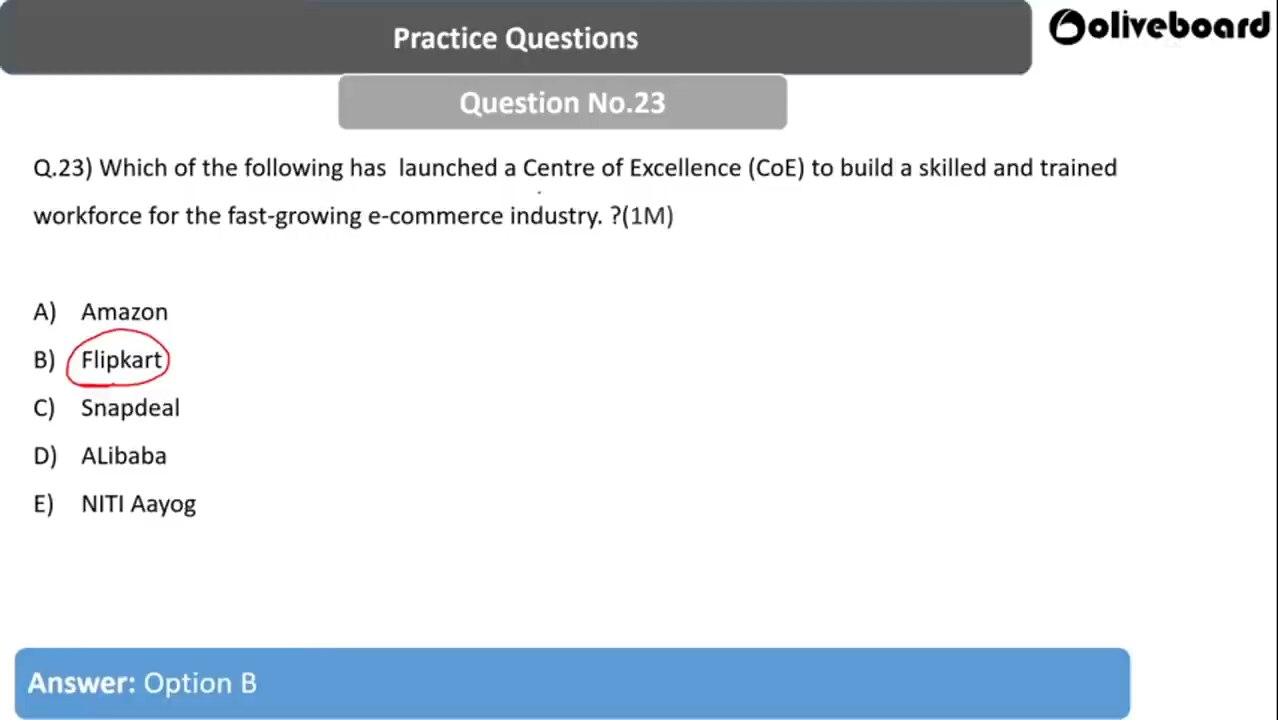 Practice Questions
oliveboard
Question No.23
Q.23) Which of the following has launched a Centre of Excellence (CoE) to build a skilled and trained
workforce for the fast-growing e-commerce industry. ?(1M)
A) Amazon
B) Flipkart
C) Snapdeal
D) ALibaba
E) NITI Aayog
Answer: Option B